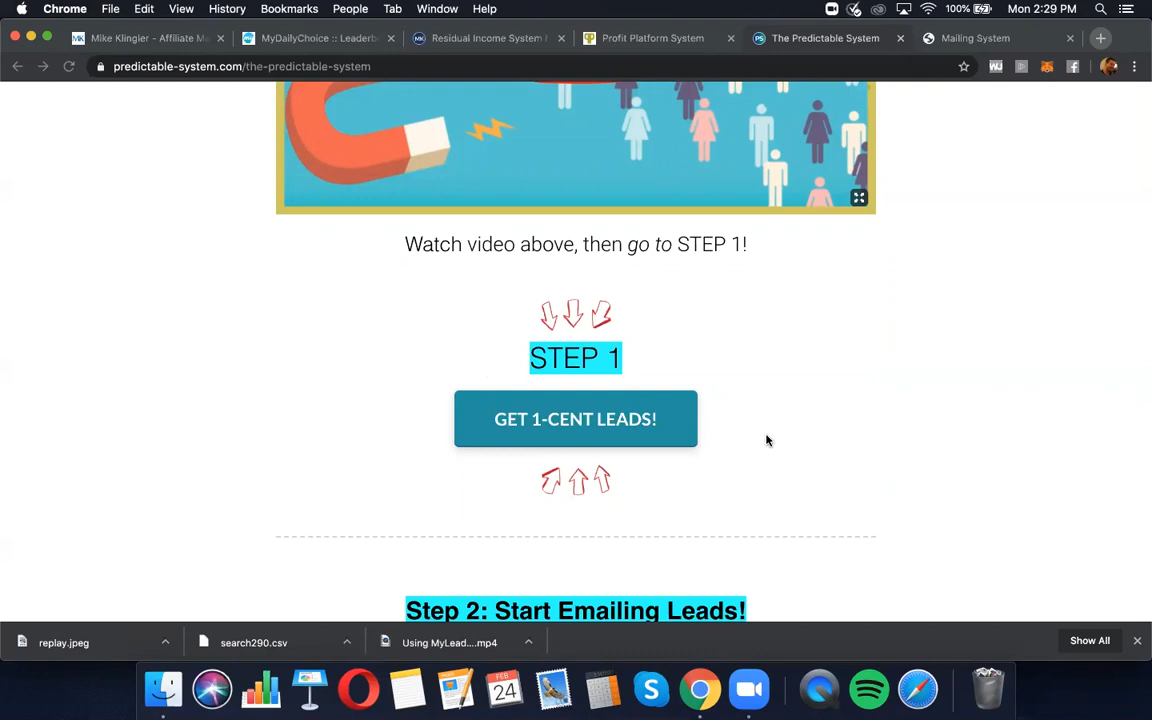 Chrome File Edit View History Bookmarks People Tab Window Help 100% Mon 2:29 PM
Mike Klingler - Affiliate Ma MyDailyChoice :: Leaderb Residual Income System Profit Platform System The Predictable System Mailing System
predictable-system.com/the-predictable-system
Watch video above, then go to STEP 1!
STEP 1
GET 1-CENT LEADS!
Step 2: Start Emailing Leads!
replay.jpeg search290.csv Using MyLead....mp4 Show All
FEB
24